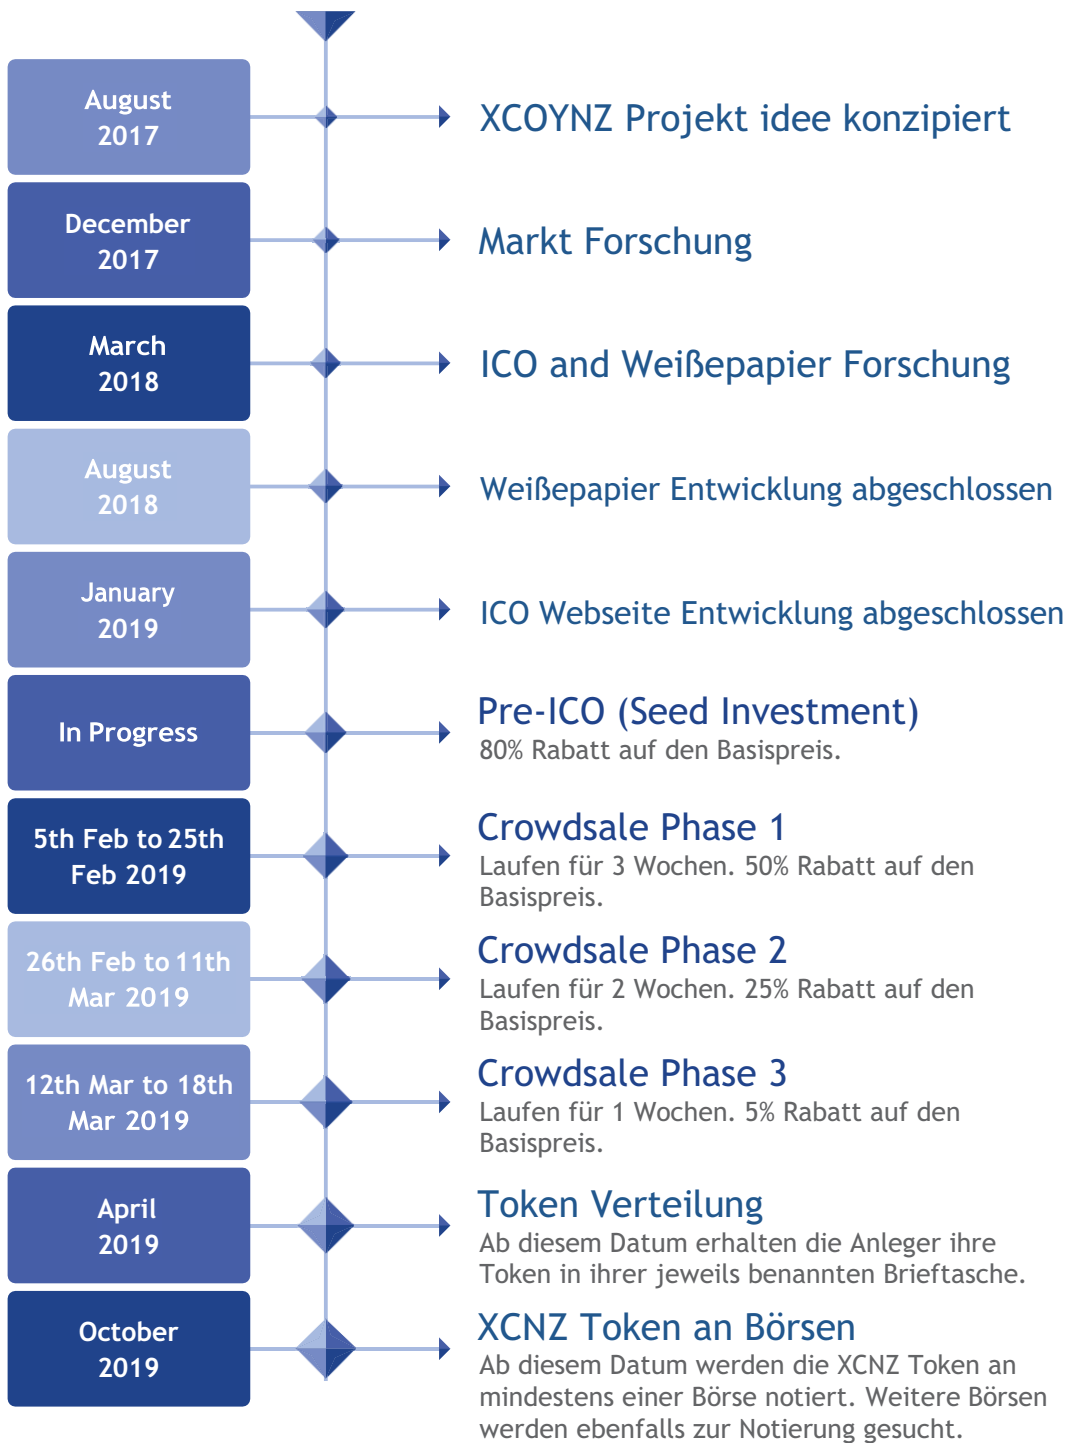 August
2017
XCOYNZ Projekt idee konzipiert
December
2017
Markt Forschung
March
2018
ICO and Weißepapier Forschung
August
2018
Weißepapier Entwicklung abgeschlossen
January
2019
ICO Webseite Entwicklung abgeschlossen
In Progress
Pre-ICO (Seed Investment)
80% Rabatt auf den Basispreis.
5th Feb to 25th
Feb 2019
Crowdsale Phase 1
Laufen für 3 Wochen. 50% Rabatt auf den
Basispreis.
26th Feb to 11th
Mar 2019
Crowdsale Phase 2
Laufen für 2 Wochen. 25% Rabatt auf den
Basispreis.
12th Mar to 18th
Mar 2019
Crowdsale Phase 3
Laufen für 1 Wochen. 5% Rabatt auf den
Basispreis.
April
2019
Token Verteilung
Ab diesem Datum erhalten die Anleger ihre
Token in ihrer jeweils benannten Brieftasche.
October
2019
XCNZ Token an Börsen
Ab diesem Datum werden die XCNZ Token an
mindestens einer Börse notiert. Weitere Börsen
werden ebenfalls zur Notierung gesucht.